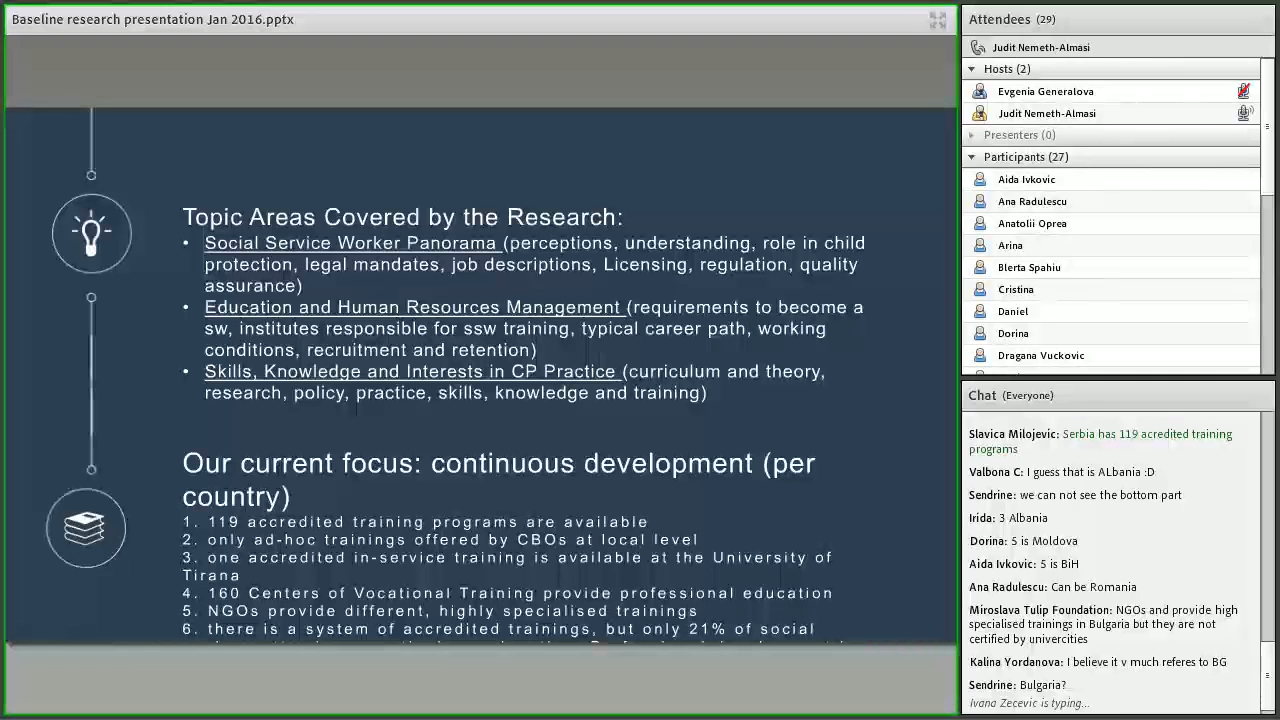 Baseline research presentation Jan 2016.pptx
Topic Areas Covered by the Research:
• Social Service Worker Panorama (perceptions, understanding, role in child
protection, legal mandates, job descriptions, Licensing, regulation, quality
assurance)
• Education and Human Resources Management (requirements to become a
sw, institutes responsible for ssw training, typical career path, working
conditions, recruitment and retention)
• Skills, Knowledge and Interests in CP Practice (curriculum and theory,
research, policy, practice, skills, knowledge and training)
Our current focus: continuous development (per
country)
1. 119 accredited training programs are available
2. only ad-hoc trainings offered by CBOs at local level
3. one accredited in-service training is available at the University of
Tirana
4. 160 Centers of Vocational Training provide professional education
5. NGOs provide different, highly specialised trainings
6. there is a system of accredited trainings, but only 21% of social
Attendees (29)
Judit Nemeth-Almasi
Hosts (2)
Evgenia Generalova
Judit Nemeth-Almasi
Presenters (0)
Participants (27)
Aida Ivkovic
Ana Radulescu
Anatolii Oprea
Arina
Blerta Spahiu
Cristina
Daniel
Dorina
Dragana Vuckovic
Chat (Everyone)
Slavica Milojevic: Serbia has 119 acredited training
programs
Valbona C: I guess that is ALbania :D
Sendrine: we can not see the bottom part
Irida: 3 Albania
Dorina: 5 is Moldova
Aida Ivkovic: 5 is BiH
Ana Radulescu: Can be Romania
Miroslava Tulip Foundation: NGOs and provide high
specialised trainings in Bulgaria but they are not
certified by univercities
Kalina Yordanova: I believe it v much referes to BG
Sendrine: Bulgaria?
Ivana Zecevic is typing...